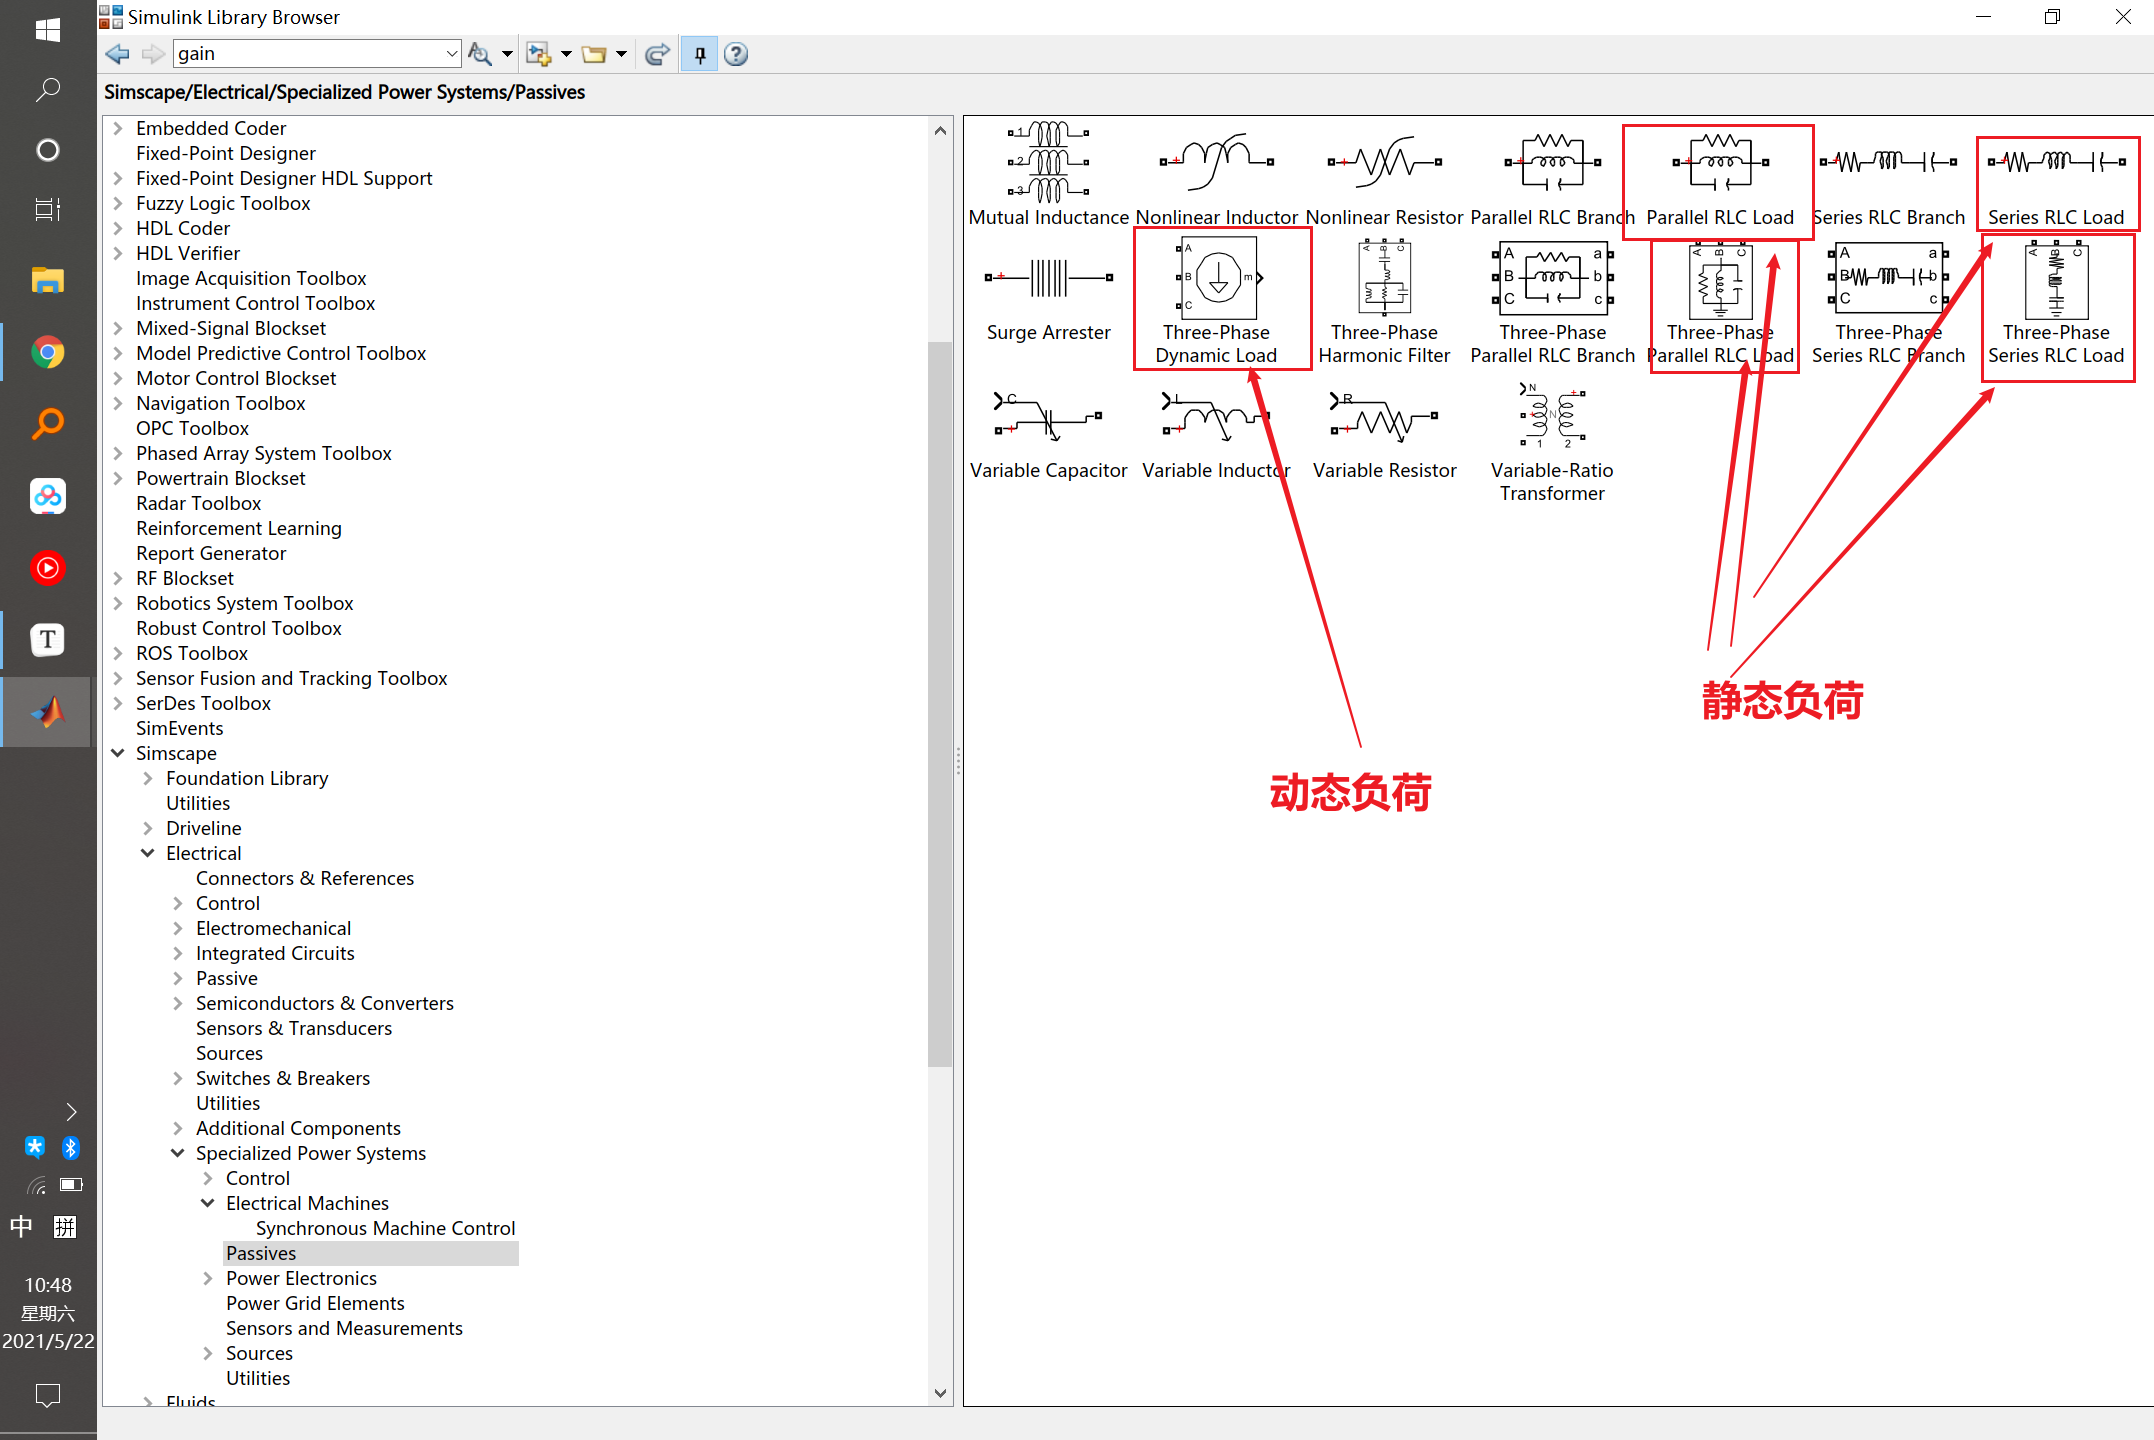 Simulink Library Browser
gain
Simscape/Electrical/Specialized Power Systems/Passives
Embedded Coder
Fixed-Point Designer
Fixed-Point Designer HDL Support
Fuzzy Logic Toolbox
HDL Coder
HDL Verifier
Image Acquisition Toolbox
Instrument Control Toolbox
Mixed-Signal Blockset
Model Predictive Control Toolbox
Motor Control Blockset
Navigation Toolbox
OPC Toolbox
Phased Array System Toolbox
Powertrain Blockset
Radar Toolbox
Reinforcement Learning
Report Generator
RF Blockset
Robotics System Toolbox
Robust Control Toolbox
ROS Toolbox
Sensor Fusion and Tracking Toolbox
SerDes Toolbox
SimEvents
Simscape
Foundation Library
Utilities
Driveline
Electrical
Connectors & References
Control
Electromechanical
Integrated Circuits
Passive
Semiconductors & Converters
Sensors & Transducers
Sources
Switches & Breakers
Utilities
Additional Components
Specialized Power Systems
Control
Electrical Machines
Synchronous Machine Control
Passives
Power Electronics
Power Grid Elements
Sensors and Measurements
Sources
Utilities
Fluids
1
2
3
Mutual Inductance Nonlinear Inductor Nonlinear Resistor Parallel RLC Branch Parallel RLC Load Series RLC Branch Series RLC Load
A B C m
A B C
A B C a b c
A B C
A B C a b c
A B C
Surge Arrester
Three-Phase
Dynamic Load
Three-Phase
Harmonic Filter
Three-Phase
Parallel RLC Branch
Three-Phase
Parallel RLC Load
Three-Phase
Series RLC Branch
Three-Phase
Series RLC Load
C
L
R
N
N
1 2
Variable Capacitor Variable Inductor Variable Resistor Variable-Ratio
Transformer
静态负荷
动态负荷
T
中 拼
10:48
星期六
2021/5/22